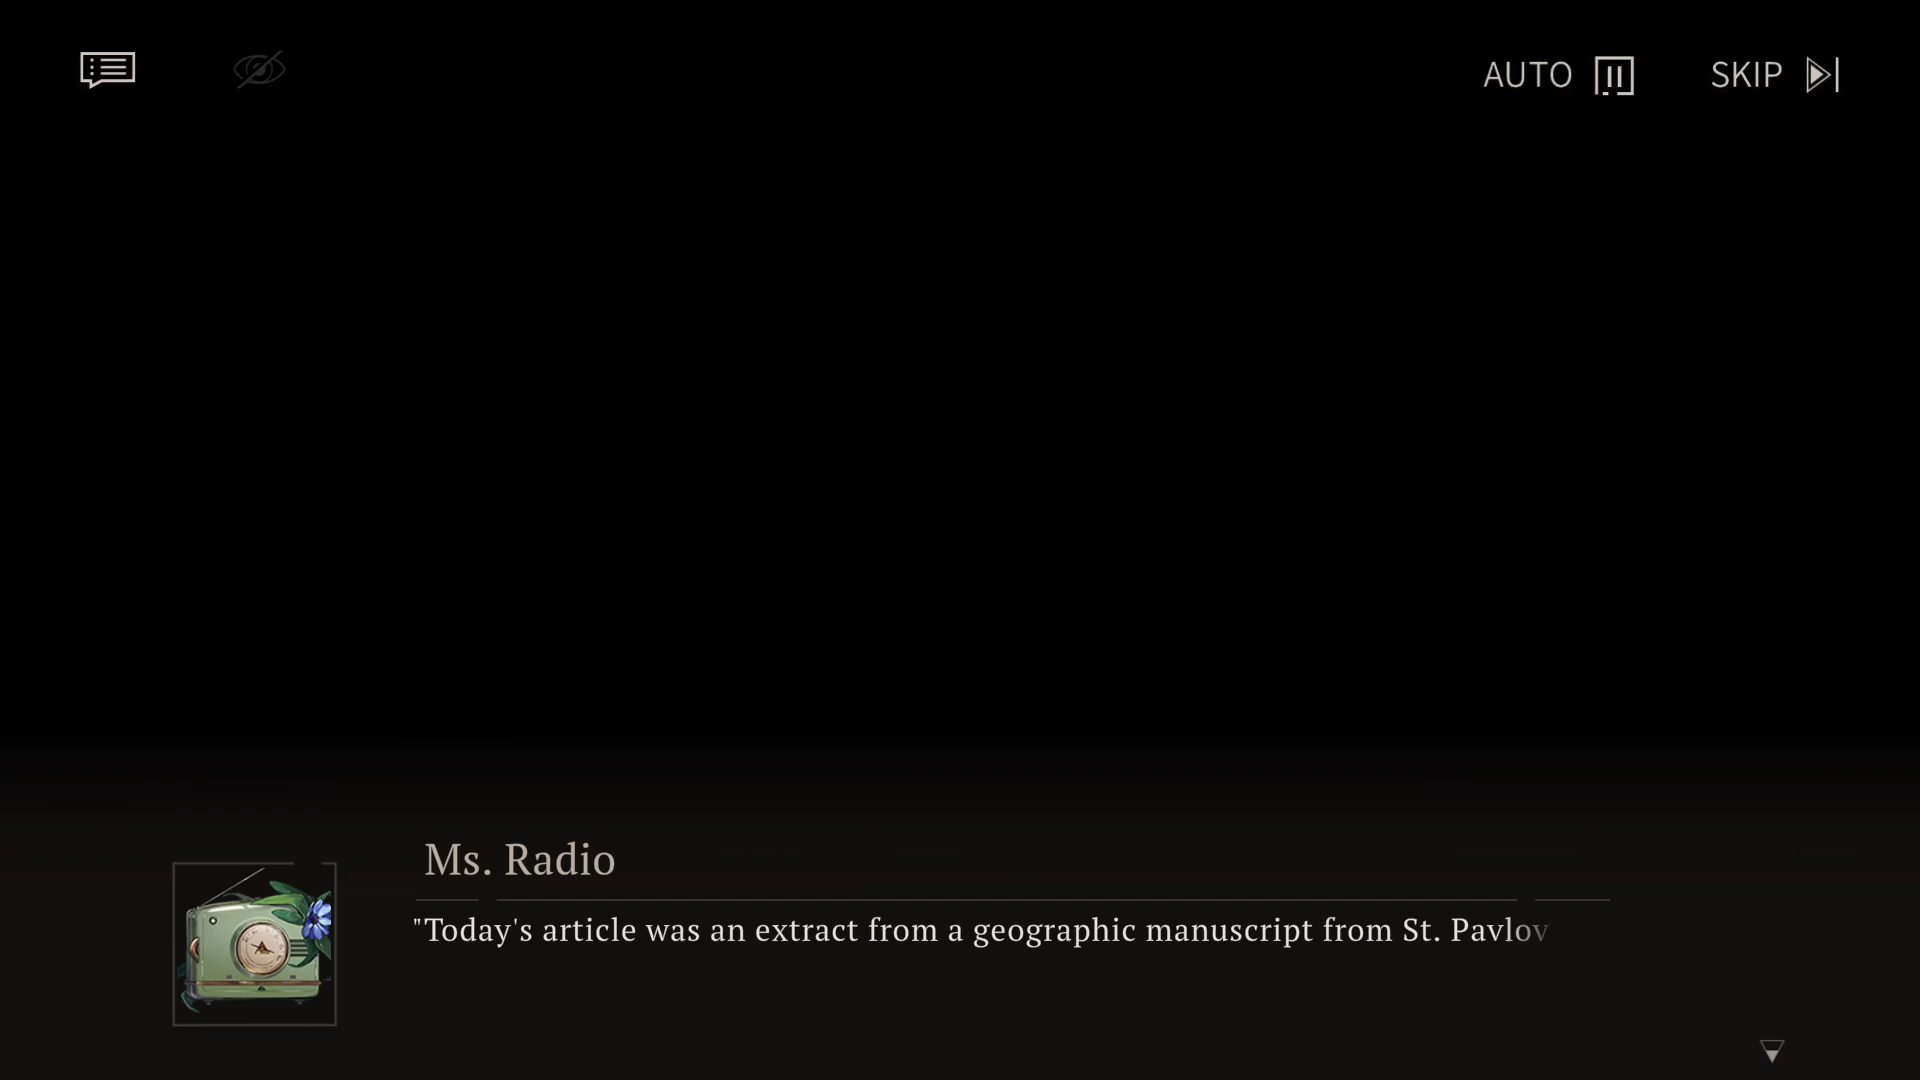 AUTO
SKIP
Ms. Radio
"Today's article was an extract from a geographic manuscript from St. Pavlov